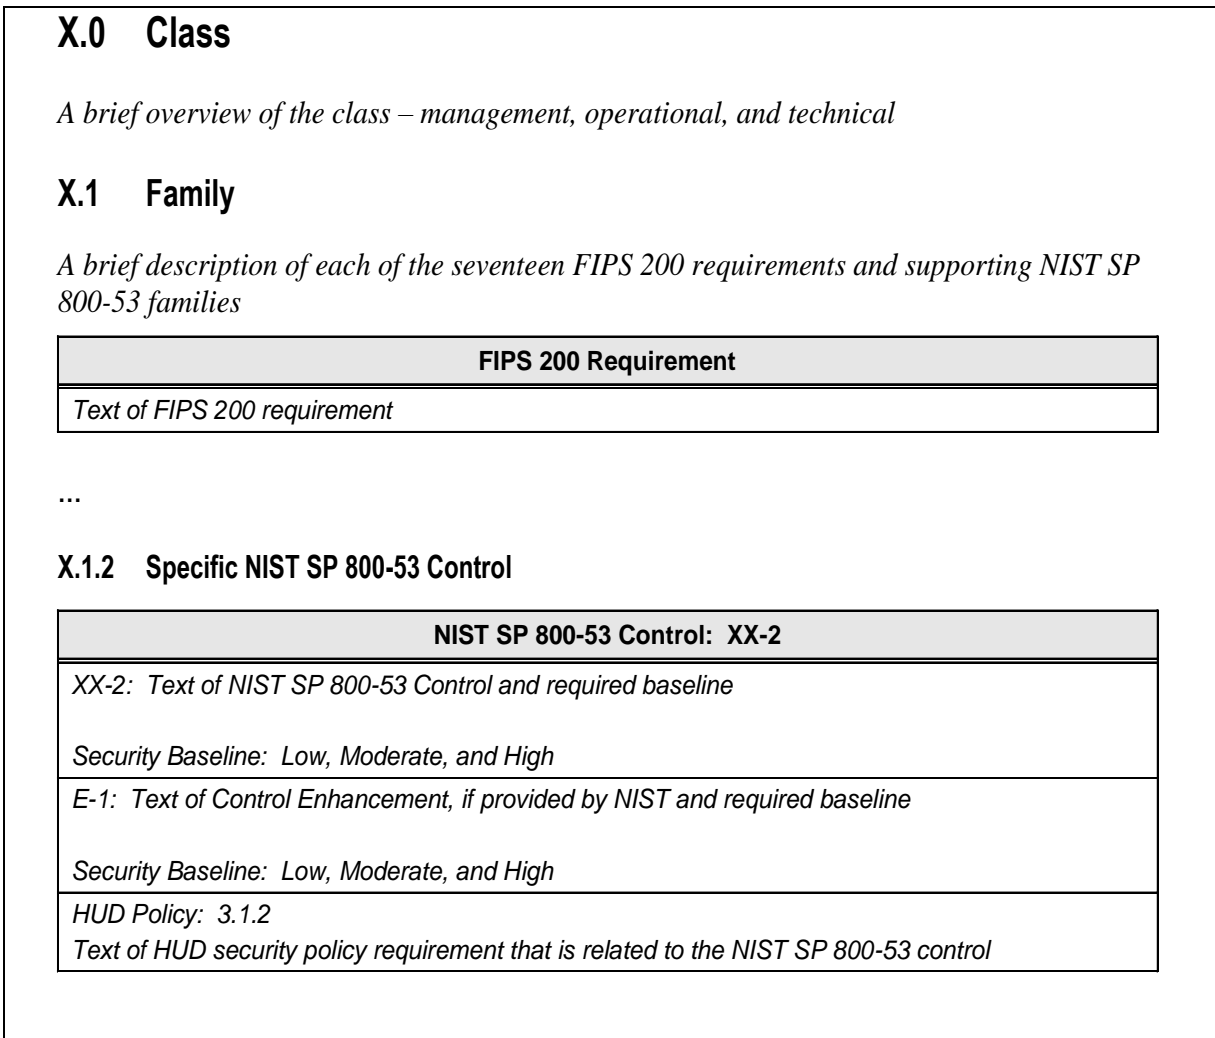 X.0 Class
A brief overview of the class – management, operational, and technical
X.1 Family
A brief description of each of the seventeen FIPS 200 requirements and supporting NIST SP
800-53 families
FIPS 200 Requirement
Text of FIPS 200 requirement
…
X.1.2 Specific NIST SP 800-53 Control
NIST SP 800-53 Control: XX-2
XX-2: Text of NIST SP 800-53 Control and required baseline
Security Baseline: Low, Moderate, and High
E-1: Text of Control Enhancement, if provided by NIST and required baseline
Security Baseline: Low, Moderate, and High
HUD Policy: 3.1.2
Text of HUD security policy requirement that is related to the NIST SP 800-53 control